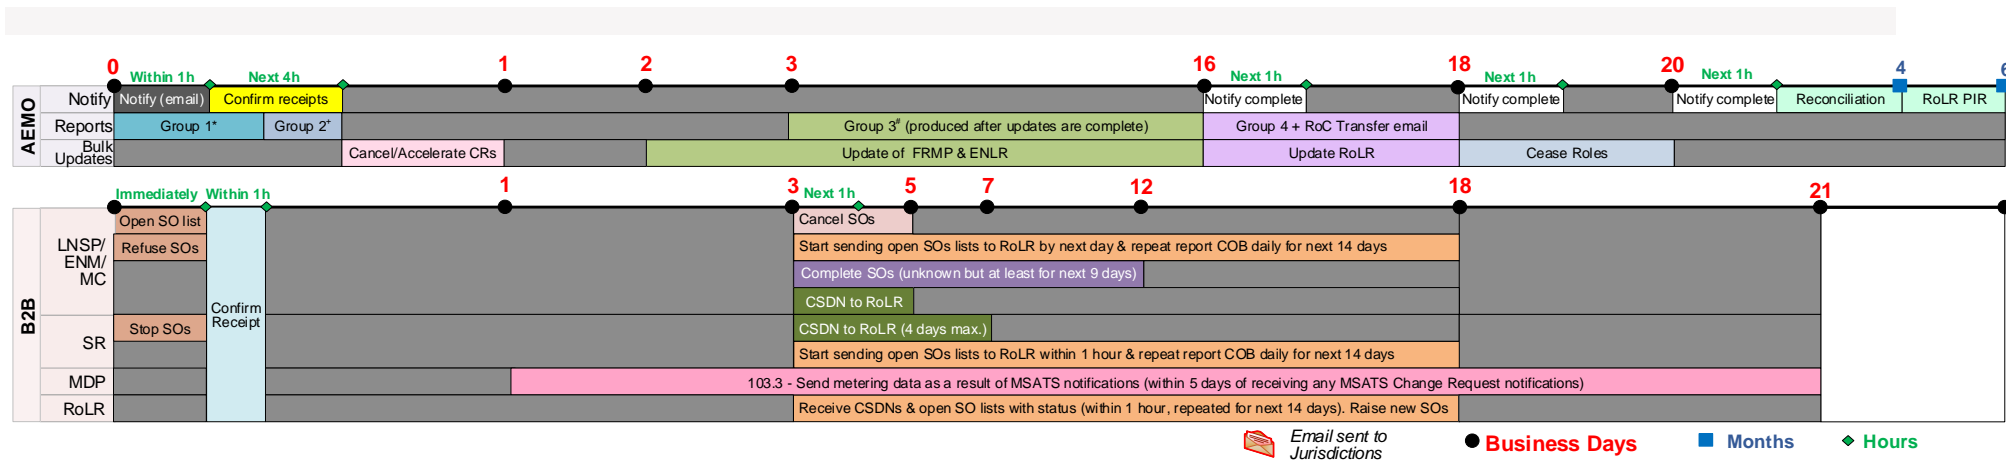 0 1 2 3 16 18 20 4 6
Within 1h Next 4h Next 1h Next 1h Next 1h
AEMO
Notify Notify (email) Confirm receipts Notify complete Notify complete Notify complete Reconciliation RoLR PIR
Reports Group 1* Group 2+ Group 3# (produced after updates are complete) Group 4 + RoC Transfer email
Bulk
Updates Cancel/Accelerate CRs Update of FRMP & ENLR Update RoLR Cease Roles
1 3 5 7 12 18 21
Immediately Within 1h Next 1h
B2B
LNSP/
ENM/
MC
Open SO list Cancel SOs
Refuse SOs Start sending open SOs lists to RoLR by next day & repeat report COB daily for next 14 days
Complete SOs (unknown but at least for next 9 days)
CSDN to RoLR
Confirm
Receipt
SR
Stop SOs CSDN to RoLR (4 days max.)
Start sending open SOs lists to RoLR within 1 hour & repeat report COB daily for next 14 days
MDP 103.3 - Send metering data as a result of MSATS notifications (within 5 days of receiving any MSATS Change Request notifications)
RoLR Receive CSDNs & open SO lists with status (within 1 hour, repeated for next 14 days). Raise new SOs
Email sent to
Jurisdictions
Business Days Months Hours